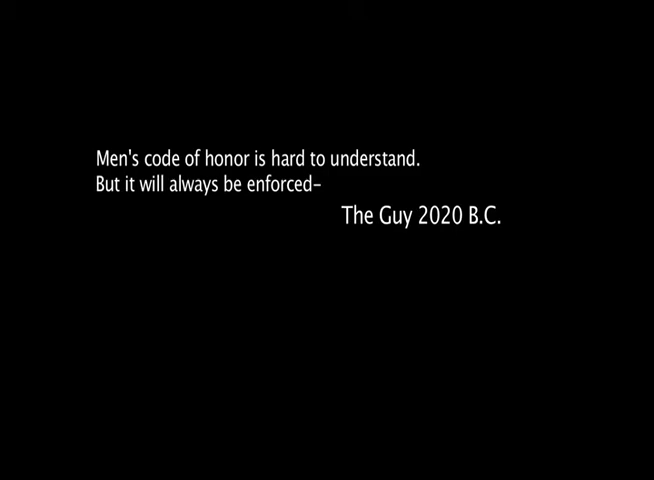 Men's code of honor is hard to understand.
But it will always be enforced–
The Guy 2020 B.C.